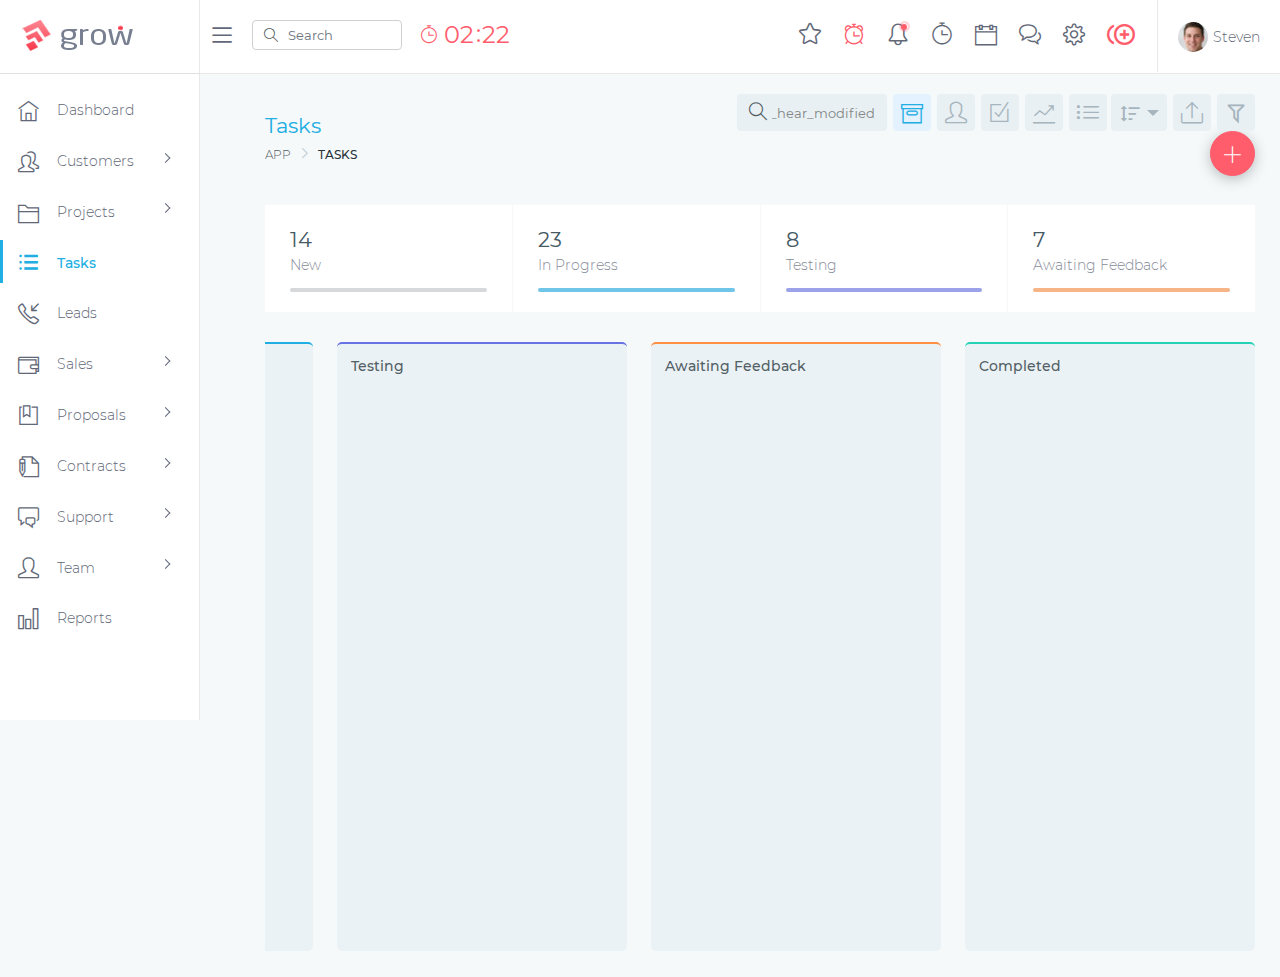 grow
Search
02:22
Steven
Dashboard
Customers
Projects
Tasks
Leads
Sales
Proposals
Contracts
Support
Team
Reports
Tasks
APP
TASKS
_hear_modified
14
New
23
In Progress
8
Testing
7
Awaiting Feedback
Testing
Awaiting Feedback
Completed